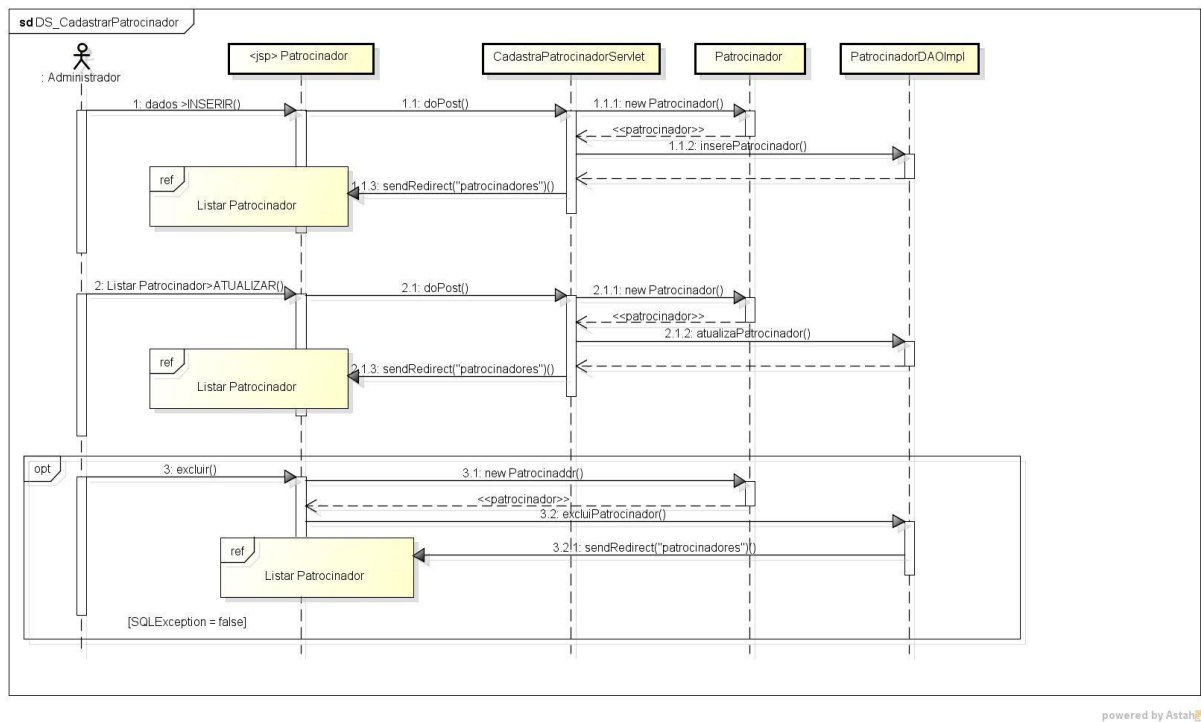 sd DS_CadastrarPatrocinador
: Administrador
<jsp> Patrocinador
CadastraPatrocinadorServlet
Patrocinador
PatrocinadorDAOImpl
1: dados >INSERIR()
1.1: doPost()
1.1.1: new Patrocinador()
<<patrocinador>>
1.1.2: inserePatrocinador()
ref
1.1.3: sendRedirect("patrocinadores")()
Listar Patrocinador
2: Listar Patrocinador>ATUALIZAR()
2.1: doPost()
2.1.1: new Patrocinador()
<<patrocinador>>
2.1.2: atualizaPatrocinador()
ref
2.1.3: sendRedirect("patrocinadores")()
Listar Patrocinador
opt
3: excluir()
3.1: new Patrocinador()
<<patrocinador>>
3.2: excluiPatrocinador()
ref
3.2.1: sendRedirect("patrocinadores")()
Listar Patrocinador
[SQLException = false]
powered by Astah